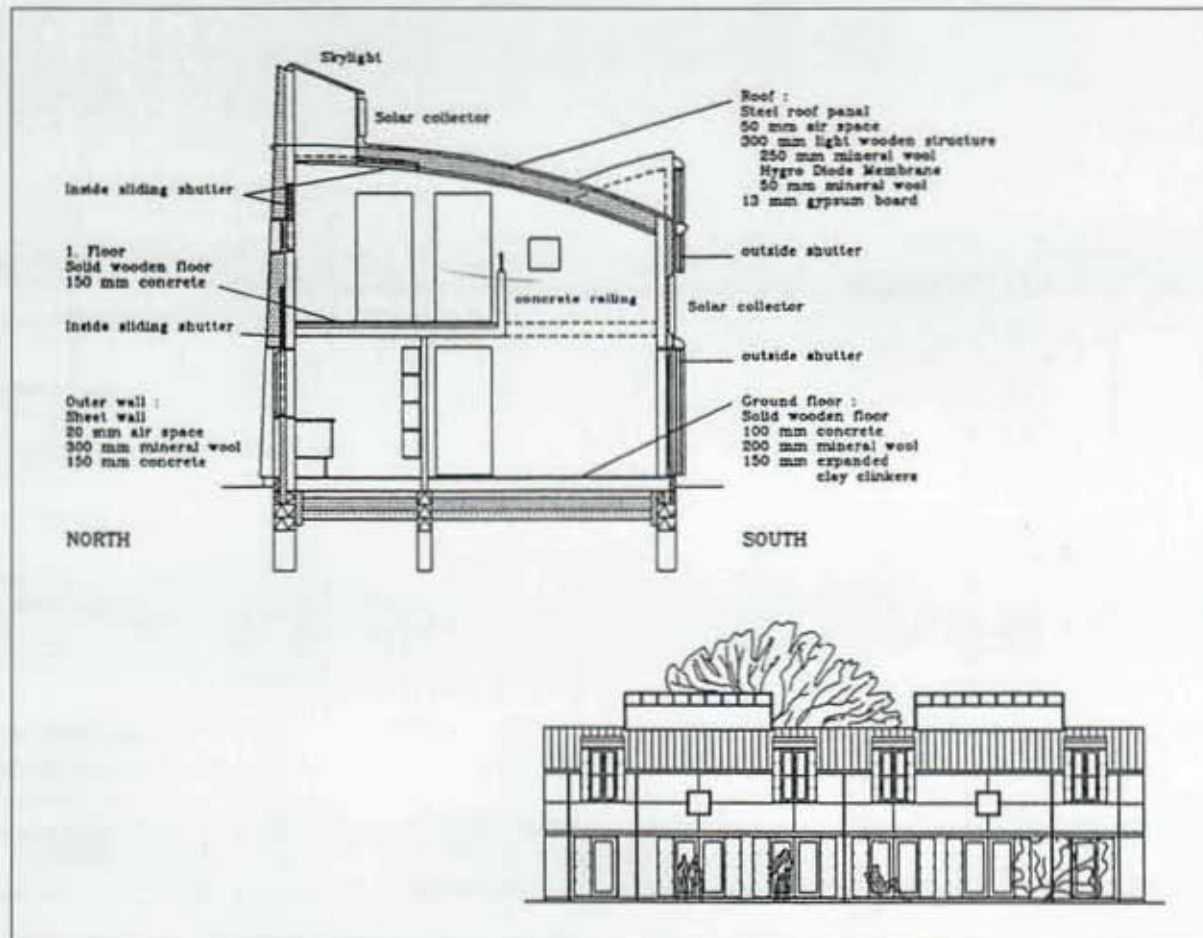 Skylight
Solar collector
Roof :
Steel roof panel
50 mm air space
300 mm light wooden structure
250 mm mineral wool
Hygro Diode Membrane
50 mm mineral wool
13 mm gypsum board
Inside sliding shutter
1. Floor
Solid wooden floor
150 mm concrete
outside shutter
concrete railing
Solar collector
Inside sliding shutter
outside shutter
Outer wall :
Sheet wall
20 mm air space
300 mm mineral wool
150 mm concrete
Ground floor :
Solid wooden floor
100 mm concrete
200 mm mineral wool
150 mm expanded
clay clinkers
NORTH
SOUTH